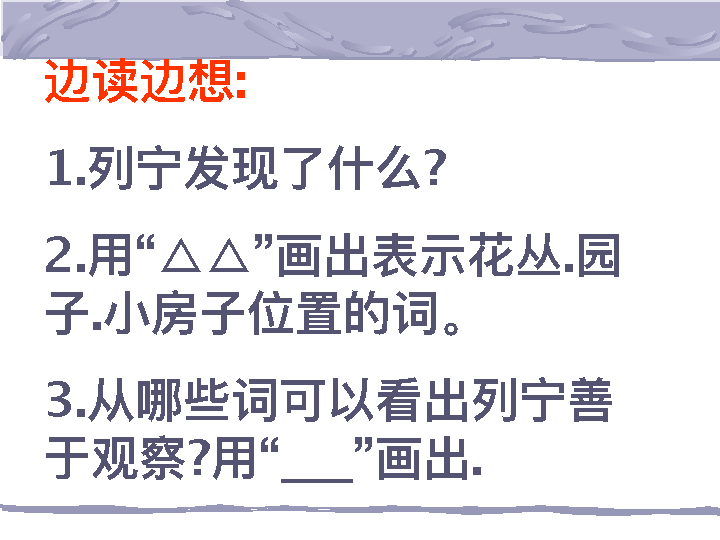 边读边想:
1.列宁发现了什么?
2.用“△△”画出表示花丛.园
子.小房子位置的词。
3.从哪些词可以看出列宁善
于观察?用“___”画出.